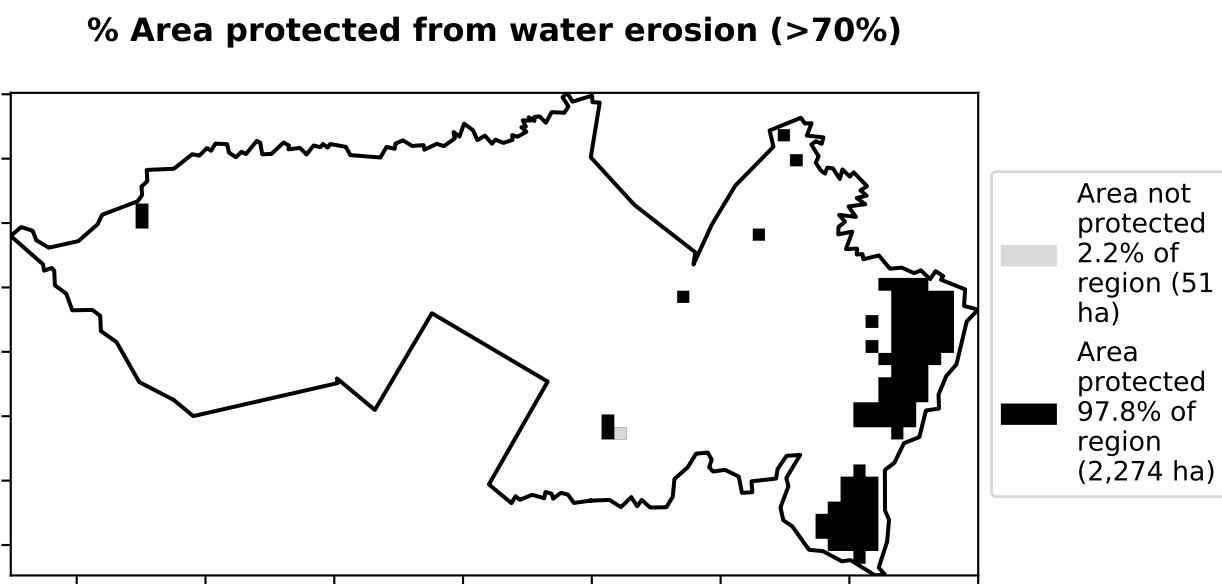 % Area protected from water erosion (>70%)
Area not
protected
2.2% of
region (51
ha)
Area
protected
97.8% of
region
(2,274 ha)